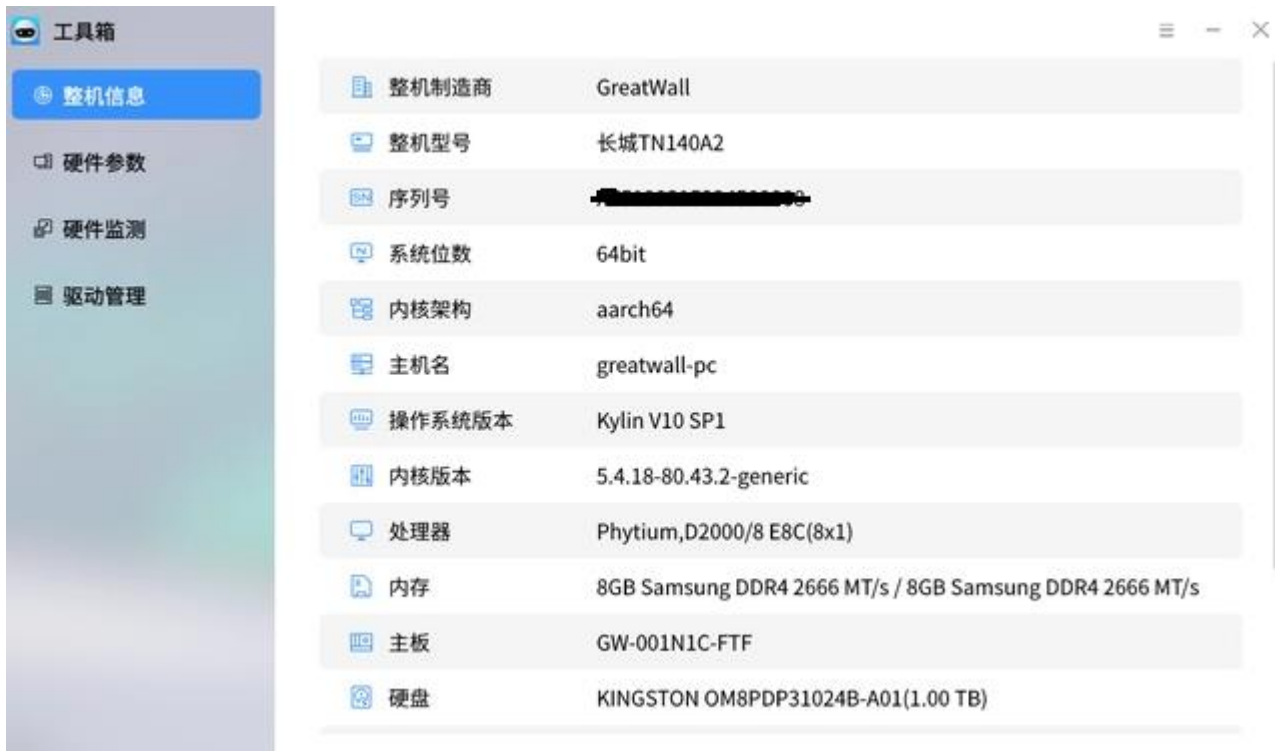 工具箱
整机信息
硬件参数
硬件监测
驱动管理
整机制造商 GreatWall
整机型号 长城TN140A2
序列号
系统位数 64bit
内核架构 aarch64
主机名 greatwall-pc
操作系统版本 Kylin V10 SP1
内核版本 5.4.18-80.43.2-generic
处理器 Phytium,D2000/8 E8C(8x1)
内存 8GB Samsung DDR4 2666 MT/s / 8GB Samsung DDR4 2666 MT/s
主板 GW-001N1C-FTF
硬盘 KINGSTON OM8PDP31024B-A01(1.00 TB)